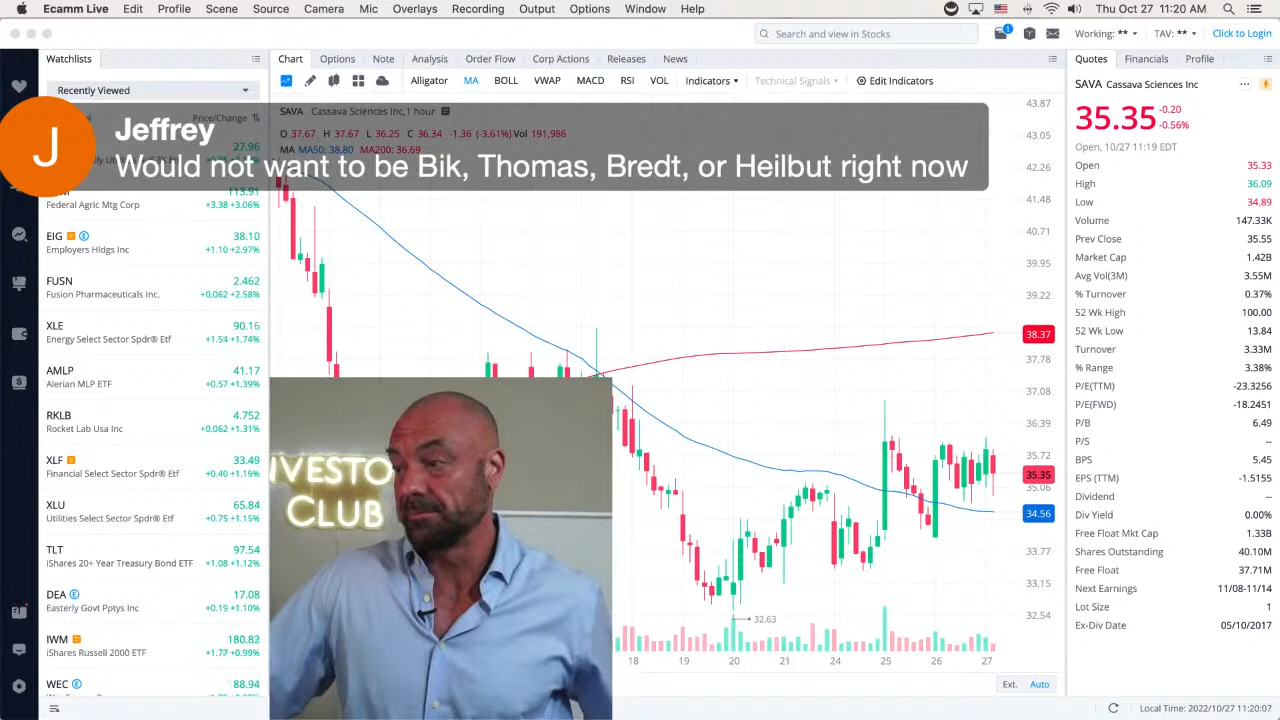 Ecamm Live
File
Edit
Profile
Scene
Source
Camera
Mic
Overlays
Recording
Output
Options
Window
Help
Thu Oct 27 11:20 AM
Search and view in Stocks
1
Working: **
TAV: **
Click to Login
Watchlists
Recently Viewed
Price/Change
27.96
113.91
Federal Agric Mtg Corp
+3.38 +3.06%
EIG
38.10
Employers Hldgs Inc
+1.10 +2.97%
FUSN
2.462
Fusion Pharmaceuticals Inc.
+0.062 +2.58%
XLE
90.16
Energy Select Sector Spdr® Etf
+1.54 +1.74%
AMLP
41.17
Alerian MLP ETF
+0.57 +1.39%
RKLB
4.752
Rocket Lab Usa Inc
+0.062 +1.31%
XLF
33.49
Financial Select Sector Spdr® Etf
+0.40 +1.16%
XLU
65.84
Utilities Select Sector Spdr® Etf
+0.75 +1.15%
TLT
97.54
iShares 20+ Year Treasury Bond ETF
+1.08 +1.12%
DEA
17.08
Easterly Govt Pptys Inc
+0.19 +1.10%
IWM
180.82
iShares Russell 2000 ETF
+1.77 +0.99%
WEC
88.94
Chart
Options
Note
Analysis
Order Flow
Corp Actions
Releases
News
Alligator
MA
BOLL
VWAP
MACD
RSI
VOL
Indicators
Technical Signals
Edit Indicators
SAVA Cassava Sciences Inc,1 hour
O 37.67 H 37.67 L 36.25 C 36.34 -1.36 (-3.61%) Vol 191,986
MA MA50: 38.80 MA200: 36.69
J
Jeffrey
Would not want to be Bik, Thomas, Bredt, or Heilbut right now
INVESTO
CLUB
32.63
43.87
43.05
42.26
41.48
40.71
39.95
39.22
38.37
37.78
37.08
36.39
35.72
35.35
35.06
34.56
33.77
33.15
32.54
18
19
20
21
24
25
26
27
Ext.
Auto
Quotes
Financials
Profile
SAVA Cassava Sciences Inc
35.35
-0.20
-0.56%
Open, 10/27 11:19 EDT
Open 35.33
High 36.09
Low 34.89
Volume 147.33K
Prev Close 35.55
Market Cap 1.42B
Avg Vol(3M) 3.55M
% Turnover 0.37%
52 Wk High 100.00
52 Wk Low 13.84
Turnover 3.33M
% Range 3.38%
P/E(TTM) -23.3256
P/E(FWD) -18.2451
P/B 6.49
P/S --
BPS 5.45
EPS (TTM) -1.5155
Dividend --
Div Yield 0.00%
Free Float Mkt Cap 1.33B
Shares Outstanding 40.10M
Free Float 37.71M
Next Earnings 11/08-11/14
Lot Size 1
Ex-Div Date 05/10/2017
Local Time: 2022/10/27 11:20:07